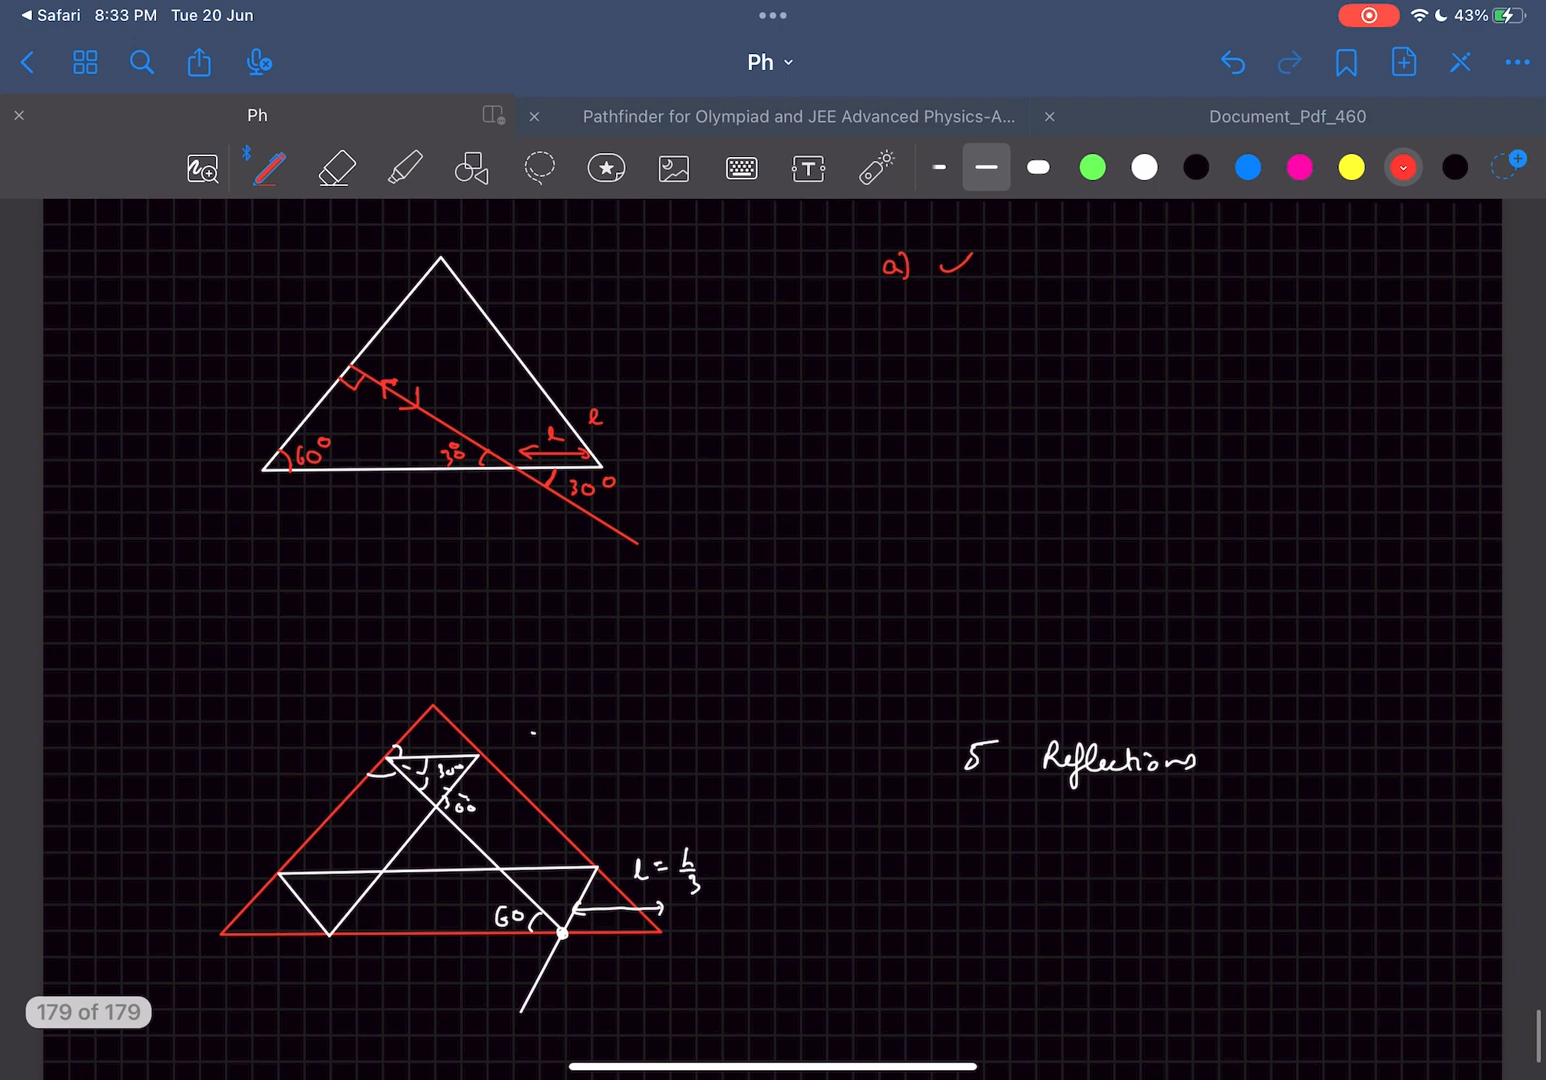 Safari 8:33 PM Tue 20 Jun 43%
Ph
Ph Pathfinder for Olympiad and JEE Advanced Physics-A... Document_Pdf_460
T
a) ✓
l
l
60° 30
30°
30°
30°
5 Reflections
l = L/3
60
179 of 179